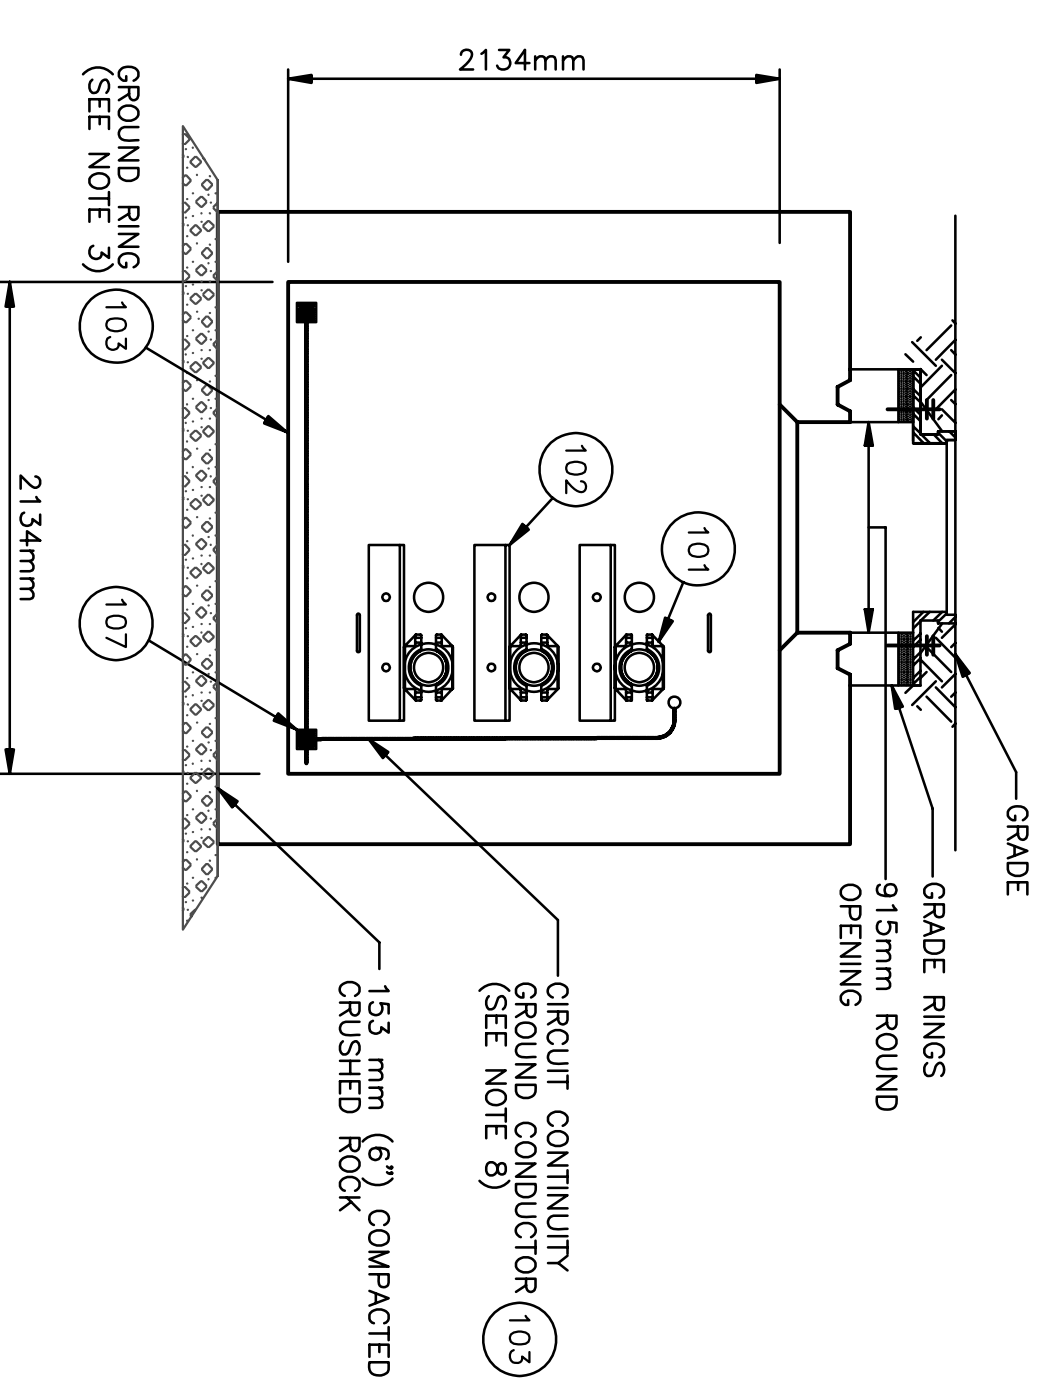 GRADE
GRADE RINGS
915mm ROUND
OPENING
2134mm
101
102
CIRCUIT CONTINUITY
GROUND CONDUCTOR
(SEE NOTE 8)
103
153 mm (6") COMPACTED
CRUSHED ROCK
GROUND RING
(SEE NOTE 3)
103
107
2134mm